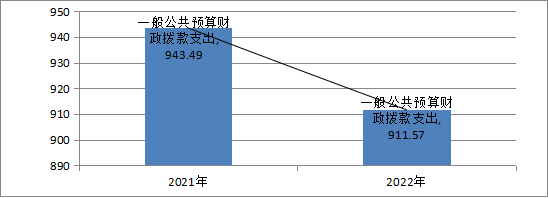 950
940
930
920
910
900
890
一般公共预算财
政拨款支出,
943.49
一般公共预算财
政拨款支出,
911.57
2021年
2022年